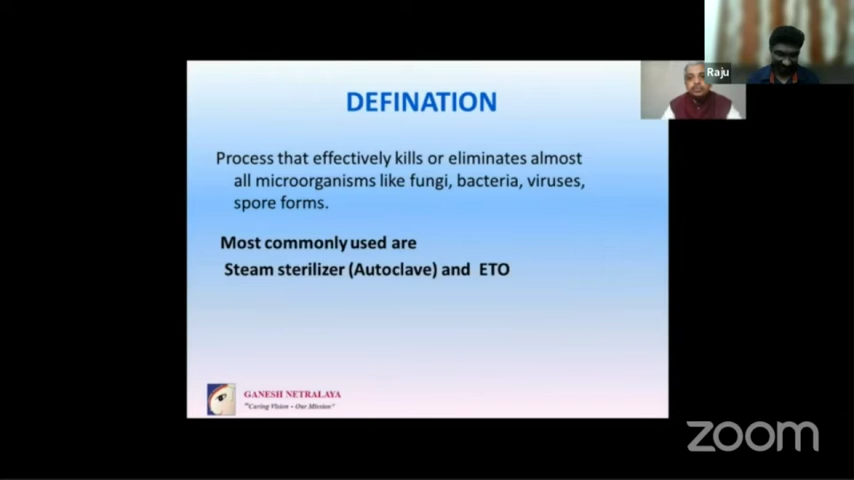 Raju
DEFINATION
Process that effectively kills or eliminates almost
all microorganisms like fungi, bacteria, viruses,
spore forms.
Most commonly used are
Steam sterilizer (Autoclave) and ETO
GANESH NETRALAYA
"Caring Vision - Our Mission"
zoom